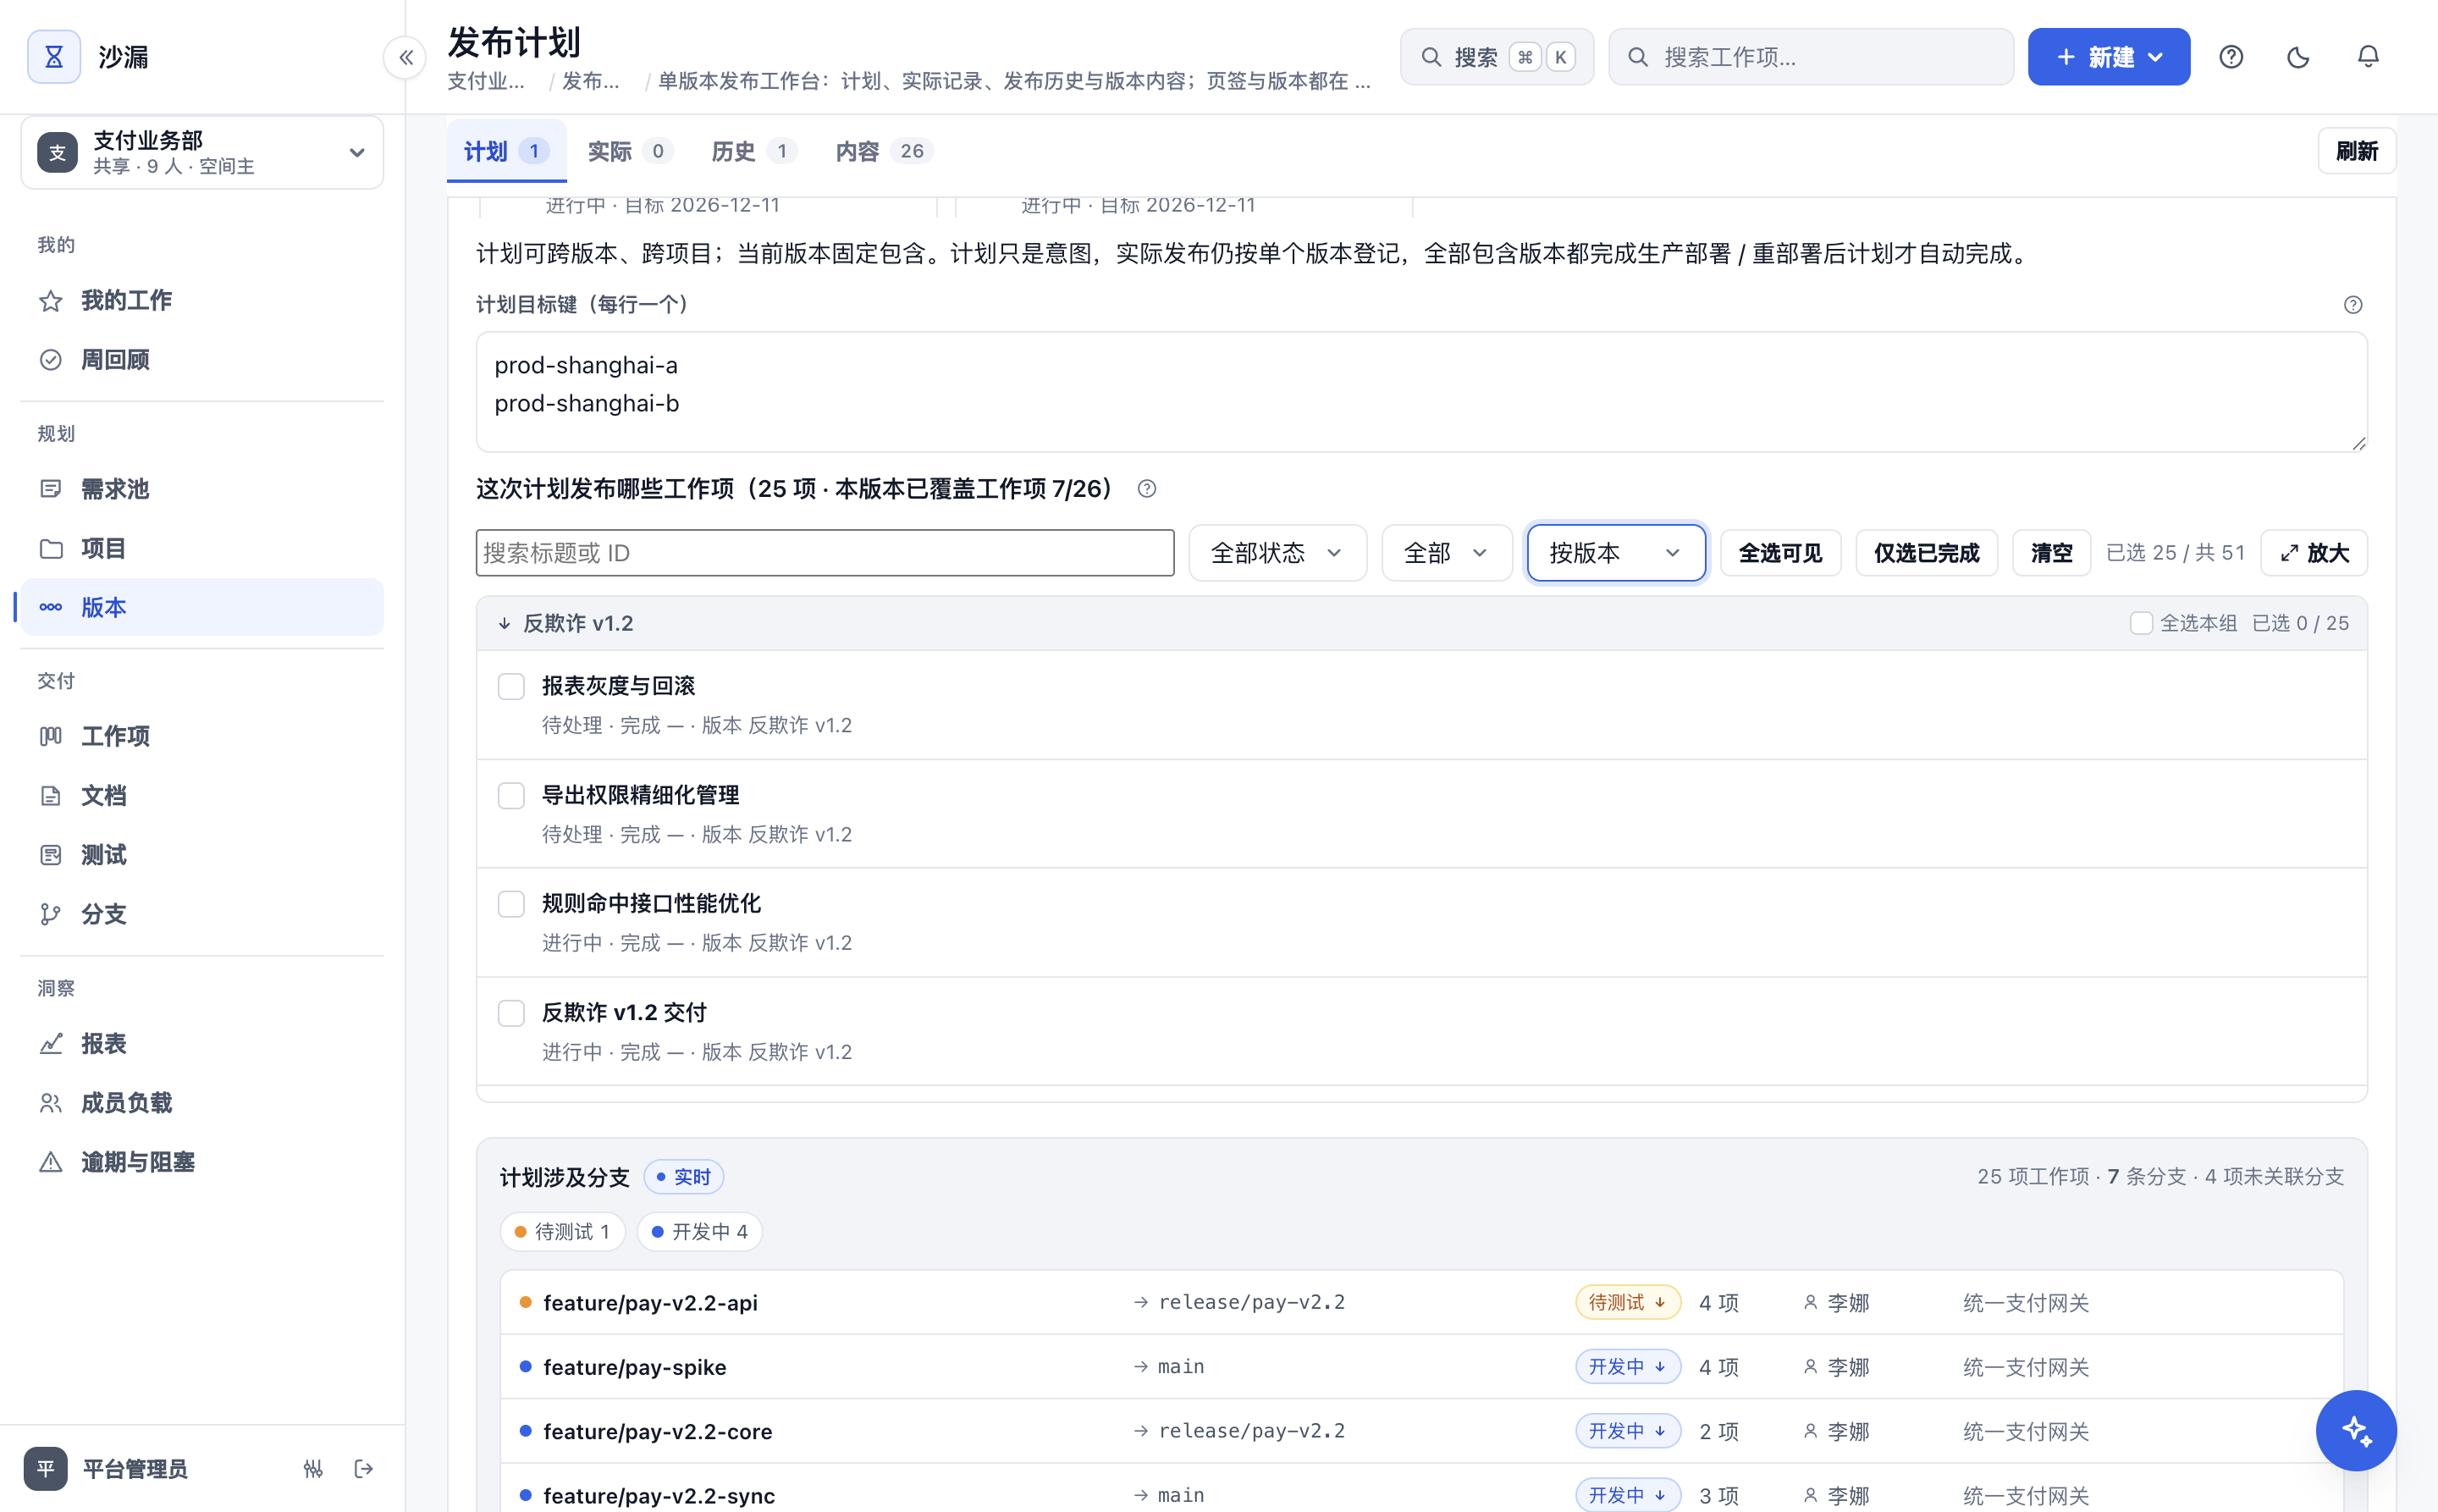 沙漏
支付业务部
共享 · 9 人 · 空间主
支
我的
我的工作
周回顾
规划
需求池
项目
版本
交付
工作项
文档
测试
分支
洞察
报表
成员负载
逾期与阻塞
平
平台管理员
发布计划
支付业... / 发布... / 单版本发布工作台：计划、实际记录、发布历史与版本内容；页签与版本都在 ...
搜索 ⌘ K
搜索工作项...
+ 新建
计划 1
实际 0
历史 1
内容 26
刷新
进行中 · 目标 2026-12-11
进行中 · 目标 2026-12-11
计划可跨版本、跨项目；当前版本固定包含。计划只是意图，实际发布仍按单个版本登记，全部包含版本都完成生产部署 / 重部署后计划才自动完成。
计划目标键（每行一个）
prod-shanghai-a
prod-shanghai-b
这次计划发布哪些工作项（25 项 · 本版本已覆盖工作项 7/26）
搜索标题或 ID
全部状态
全部
按版本
全选可见
仅选已完成
清空
已选 25 / 共 51
放大
↓ 反欺诈 v1.2
全选本组 已选 0 / 25
报表灰度与回滚
待处理 · 完成 — · 版本 反欺诈 v1.2
导出权限精细化管理
待处理 · 完成 — · 版本 反欺诈 v1.2
规则命中接口性能优化
进行中 · 完成 — · 版本 反欺诈 v1.2
反欺诈 v1.2 交付
进行中 · 完成 — · 版本 反欺诈 v1.2
计划涉及分支 实时
25 项工作项 · 7 条分支 · 4 项未关联分支
待测试 1
开发中 4
feature/pay-v2.2-api → release/pay-v2.2 待测试 ↓ 4 项 李娜 统一支付网关
feature/pay-spike → main 开发中 ↓ 4 项 李娜 统一支付网关
feature/pay-v2.2-core → release/pay-v2.2 开发中 ↓ 2 项 李娜 统一支付网关
feature/pay-v2.2-sync → main 开发中 ↓ 3 项 李娜 统一支付网关